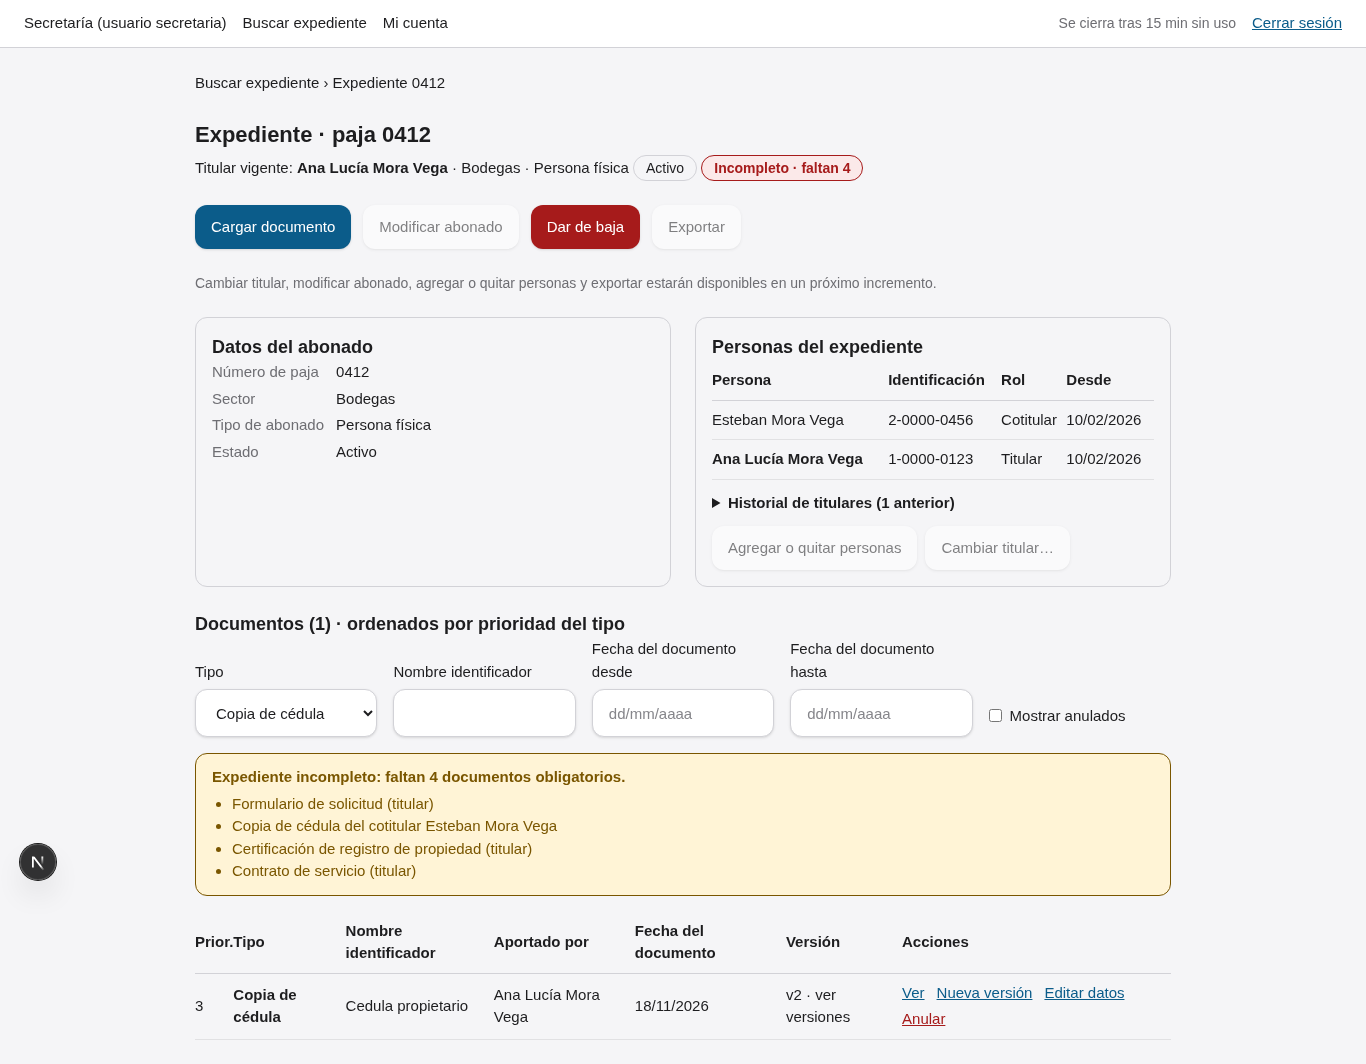 Secretaría (usuario secretaria) Buscar expediente Mi cuenta Se cierra tras 15 min sin uso Cerrar sesión
Buscar expediente › Expediente 0412
Expediente · paja 0412
Titular vigente: Ana Lucía Mora Vega · Bodegas · Persona física Activo Incompleto · faltan 4
Cargar documento Modificar abonado Dar de baja Exportar
Cambiar titular, modificar abonado, agregar o quitar personas y exportar estarán disponibles en un próximo incremento.
Datos del abonado
Número de paja 0412
Sector Bodegas
Tipo de abonado Persona física
Estado Activo
Personas del expediente
Persona Identificación Rol Desde
Esteban Mora Vega 2-0000-0456 Cotitular 10/02/2026
Ana Lucía Mora Vega 1-0000-0123 Titular 10/02/2026
▶ Historial de titulares (1 anterior)
Agregar o quitar personas Cambiar titular…
Documentos (1) · ordenados por prioridad del tipo
Tipo
Copia de cédula
Nombre identificador
Fecha del documento
desde
dd/mm/aaaa
Fecha del documento
hasta
dd/mm/aaaa
Mostrar anulados
Expediente incompleto: faltan 4 documentos obligatorios.
• Formulario de solicitud (titular)
• Copia de cédula del cotitular Esteban Mora Vega
• Certificación de registro de propiedad (titular)
• Contrato de servicio (titular)
N
Prior. Tipo
Nombre
identificador
Aportado por
Fecha del
documento
Versión
Acciones
3
Copia de
cédula
Cedula propietario
Ana Lucía Mora
Vega
18/11/2026
v2 · ver
versiones
Ver Nueva versión Editar datos
Anular